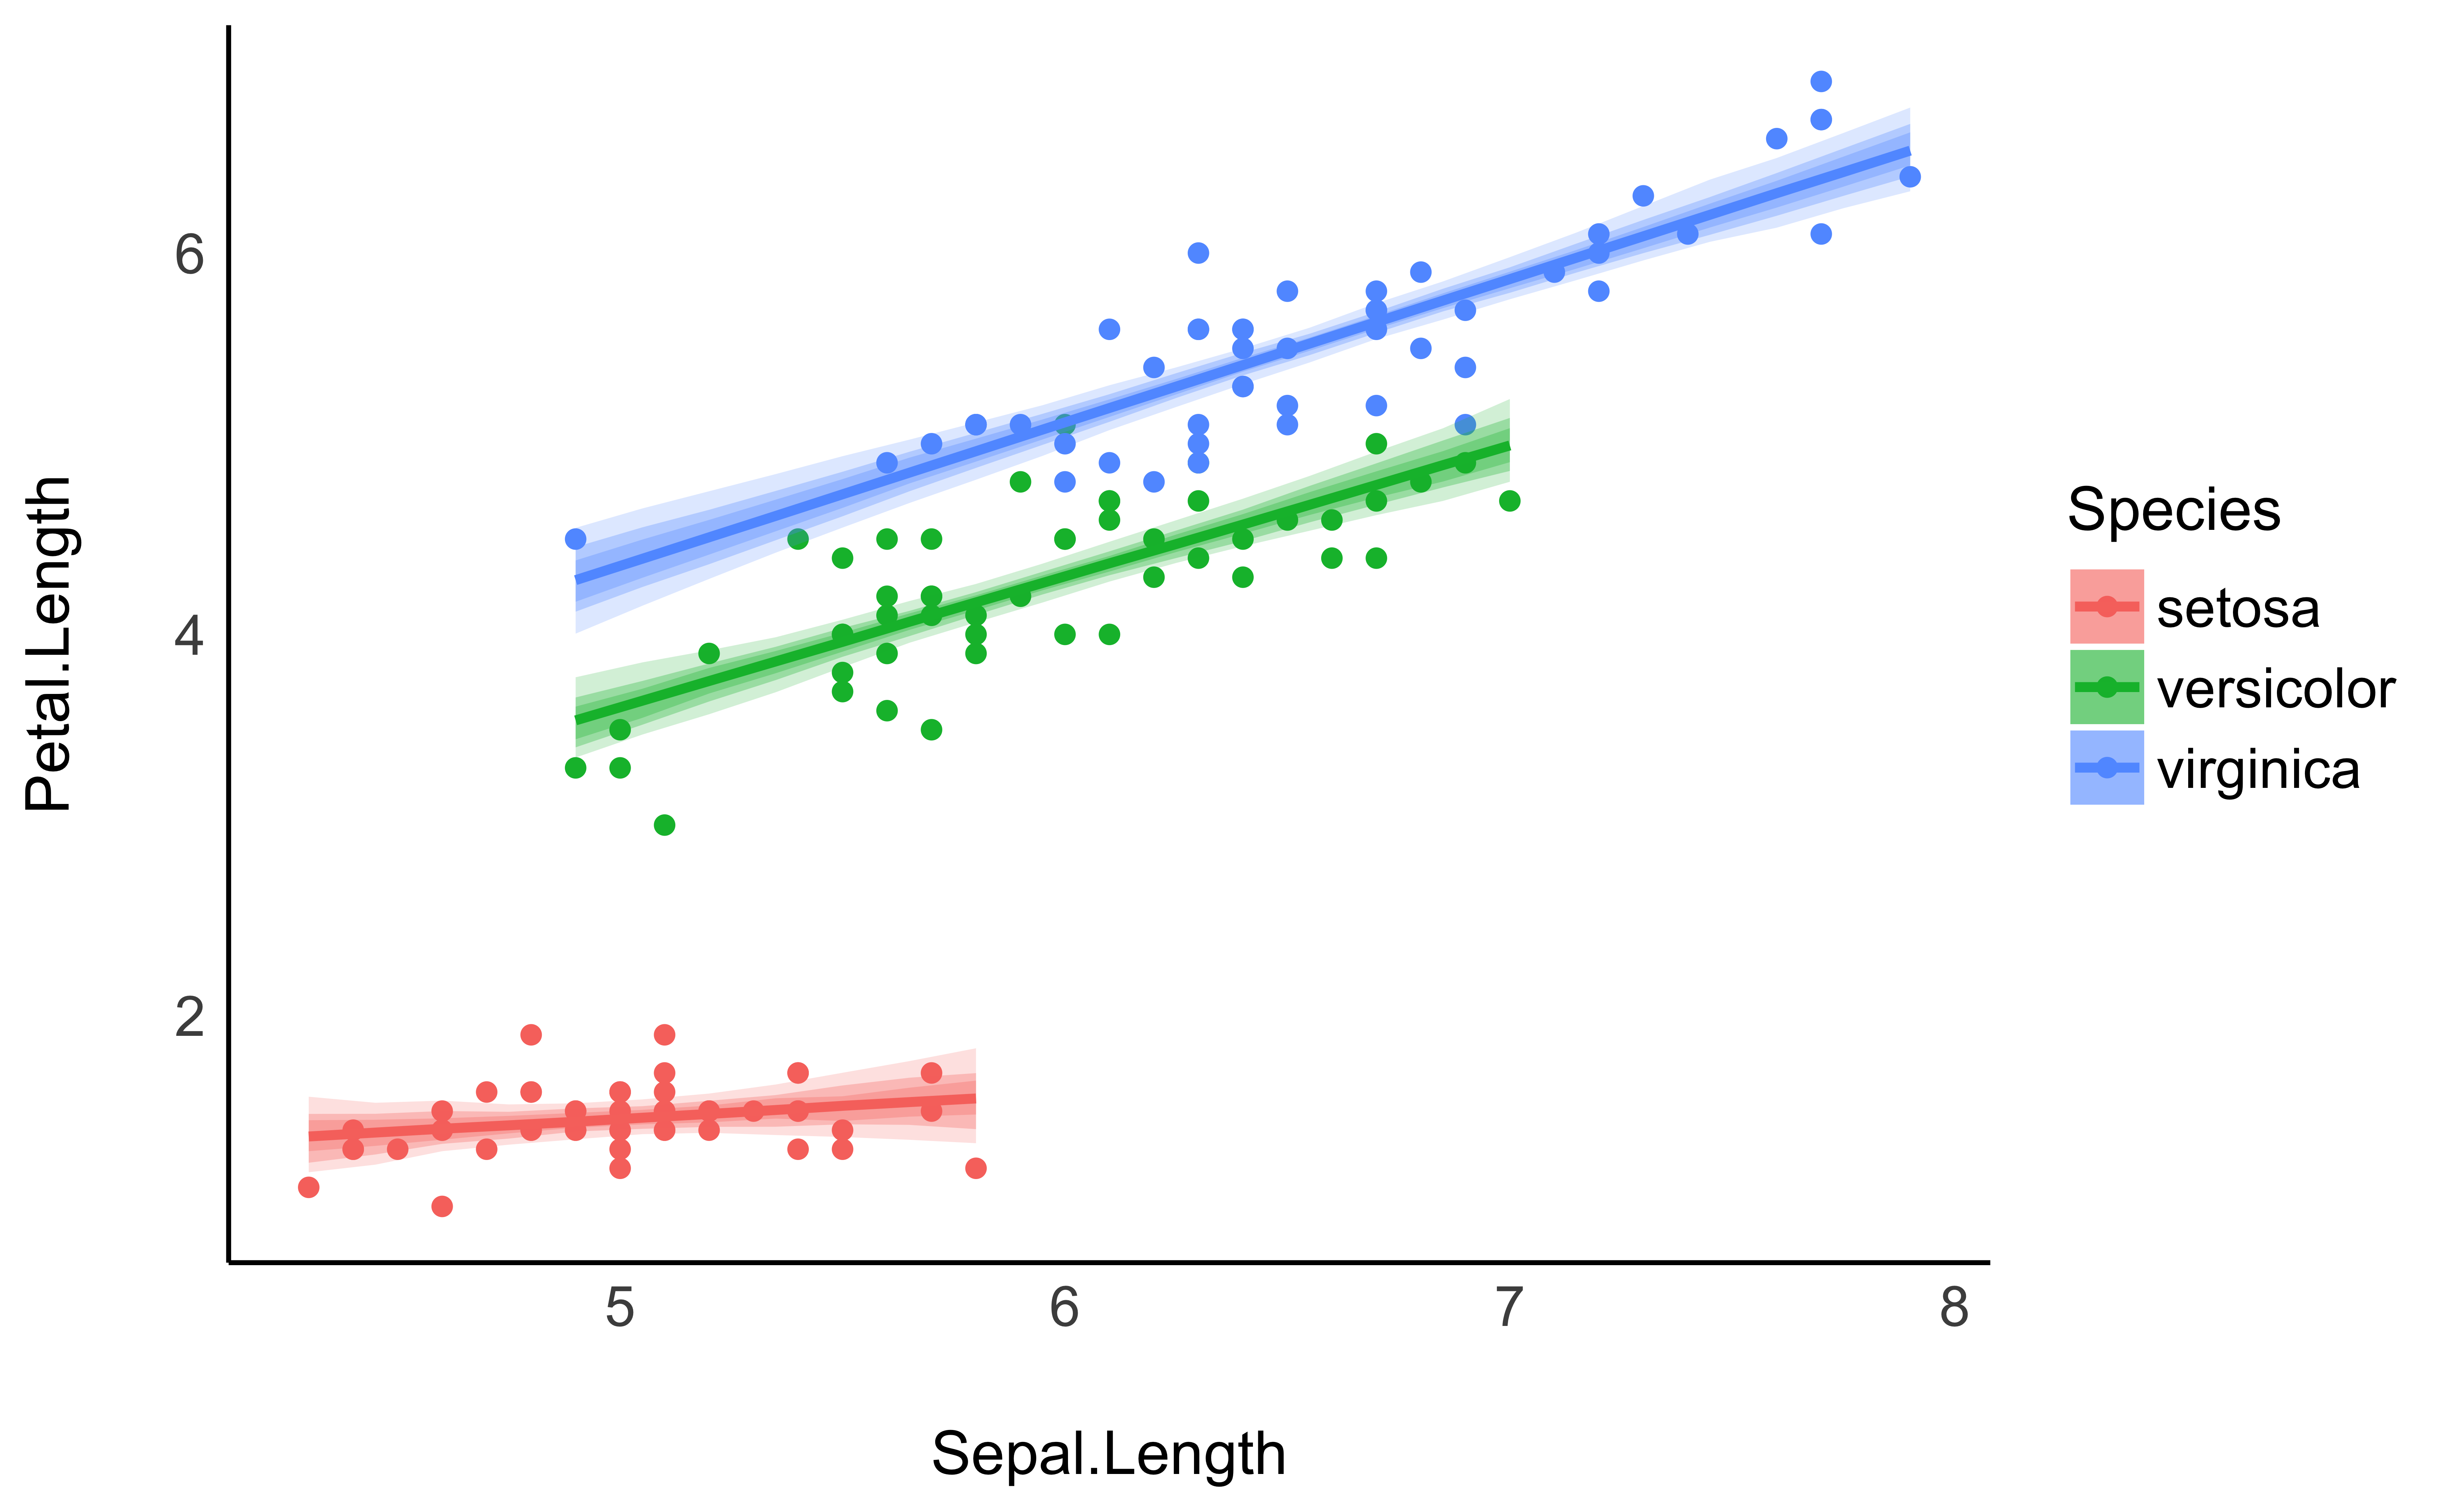 Petal.Length
6
4
2
5 6 7 8
Sepal.Length
Species
setosa
versicolor
virginica